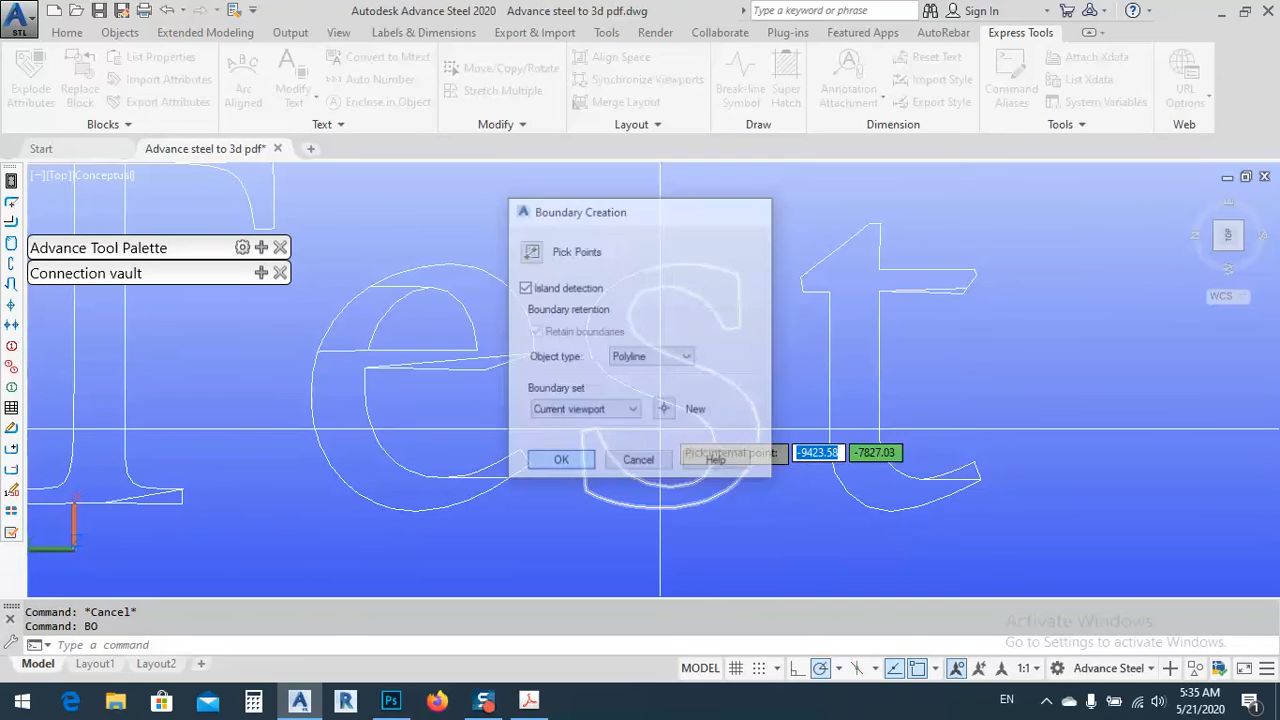 STL
Autodesk Advance Steel 2020 Advance steel to 3d pdf.dwg
Type a keyword or phrase
Sign In
Home Objects Extended Modeling Output View Labels & Dimensions Export & Import Tools Render Collaborate Plug-ins Featured Apps AutoRebar Express Tools
Explode Attributes
Replace Block
List Properties
Import Attributes
Export Attributes
Arc Aligned
Modify Text
Convert to Mtext
Auto Number
Enclose in Object
Move/Copy/Rotate
Stretch Multiple
Align Space
Synchronize Viewports
Merge Layout
Break-line Symbol
Super Hatch
Annotation Attachment
Reset Text
Import Style
Export Style
Command Aliases
Attach Xdata
List Xdata
System Variables
URL Options
Blocks Text Modify Layout Draw Dimension Tools Web
Start
Advance steel to 3d pdf*
[−][Top][Conceptual]
Advance Tool Palette
Connection vault
Test
TOP
WCS
Boundary Creation
Pick Points
Island detection
Boundary retention
Retain boundaries
Object type: Polyline
Boundary set
Current viewport New
OK Cancel Help
Pick internal point: -9423.58 -7827.03
Command: *Cancel*
Command: BO
Type a command
Activate Windows
Go to Settings to activate Windows.
Model Layout1 Layout2
MODEL 1:1 Advance Steel
EN
5:35 AM
5/21/2020